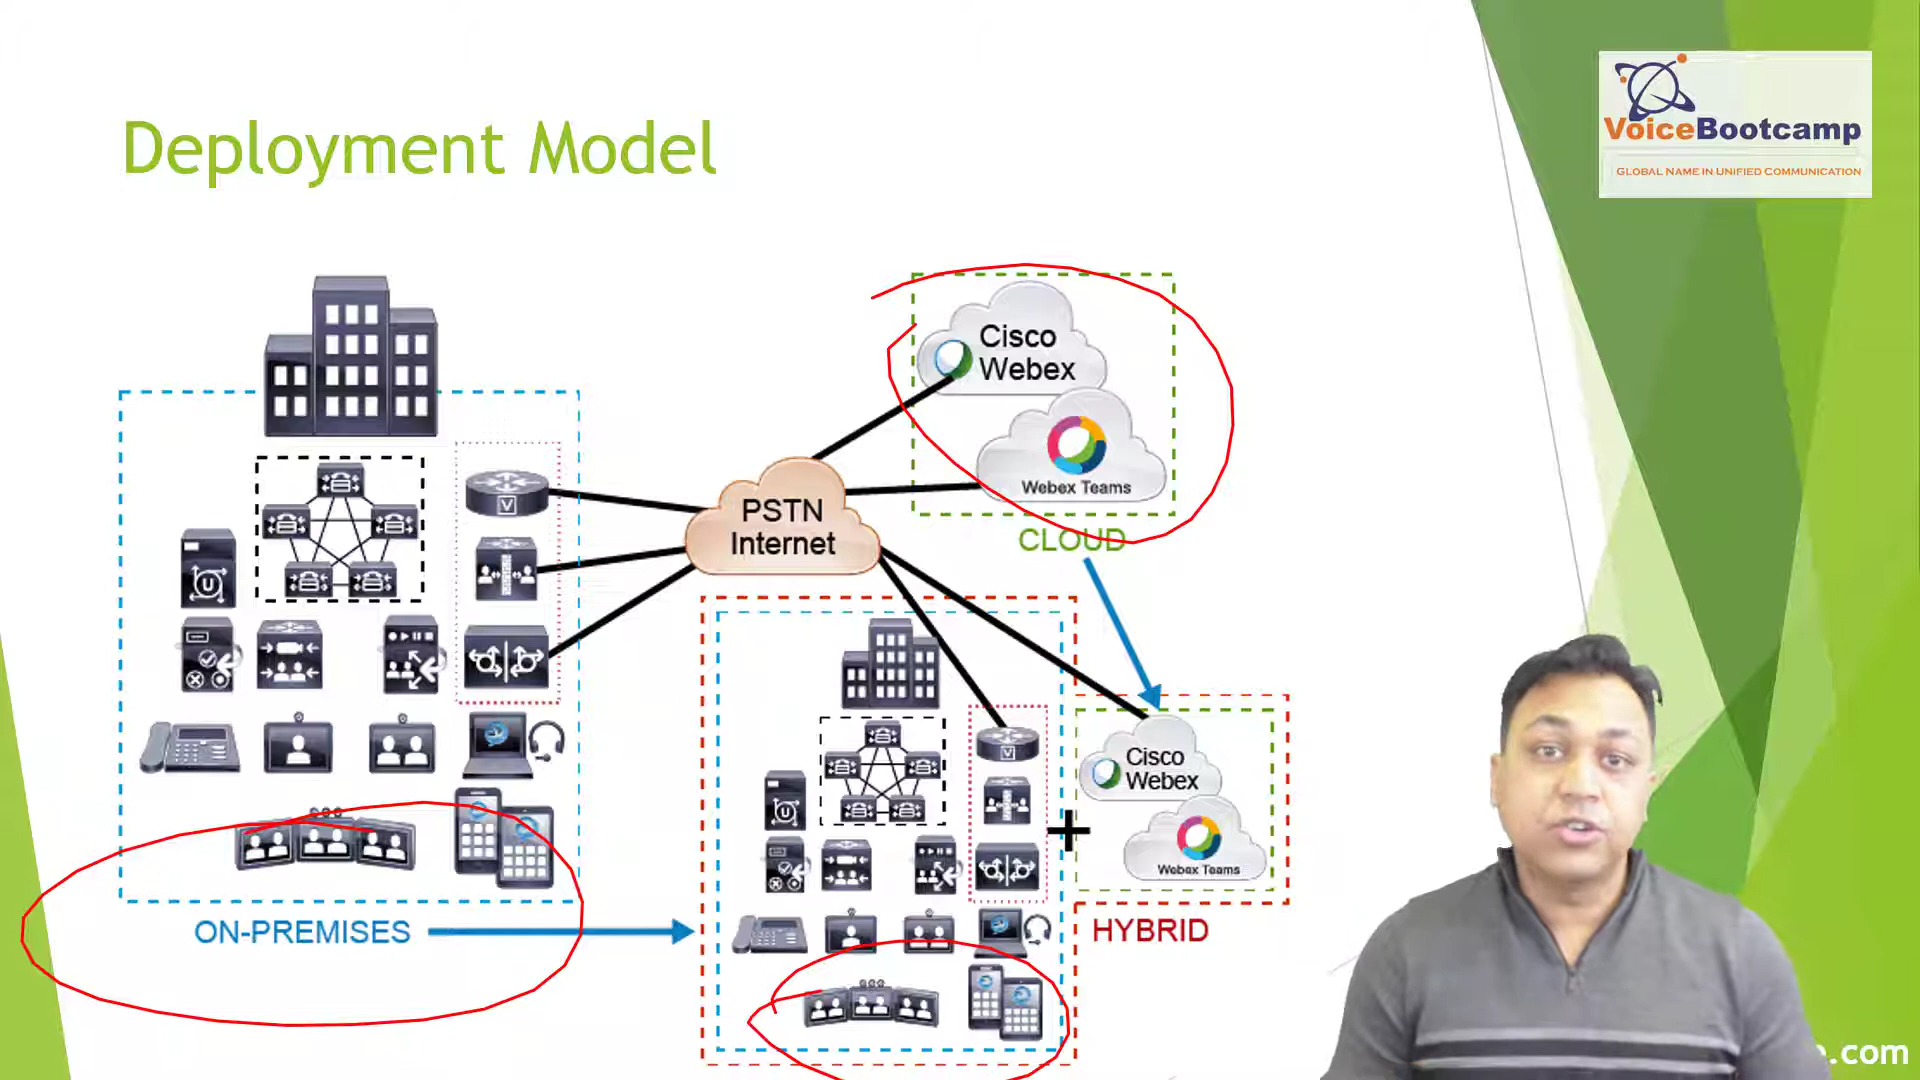 Deployment Model
VoiceBootcamp
GLOBAL NAME IN UNIFIED COMMUNICATION
Cisco
Webex
Webex Teams
CLOUD
PSTN
Internet
V
U
ON-PREMISES
V
U
Cisco
Webex
+
Webex Teams
HYBRID
.com